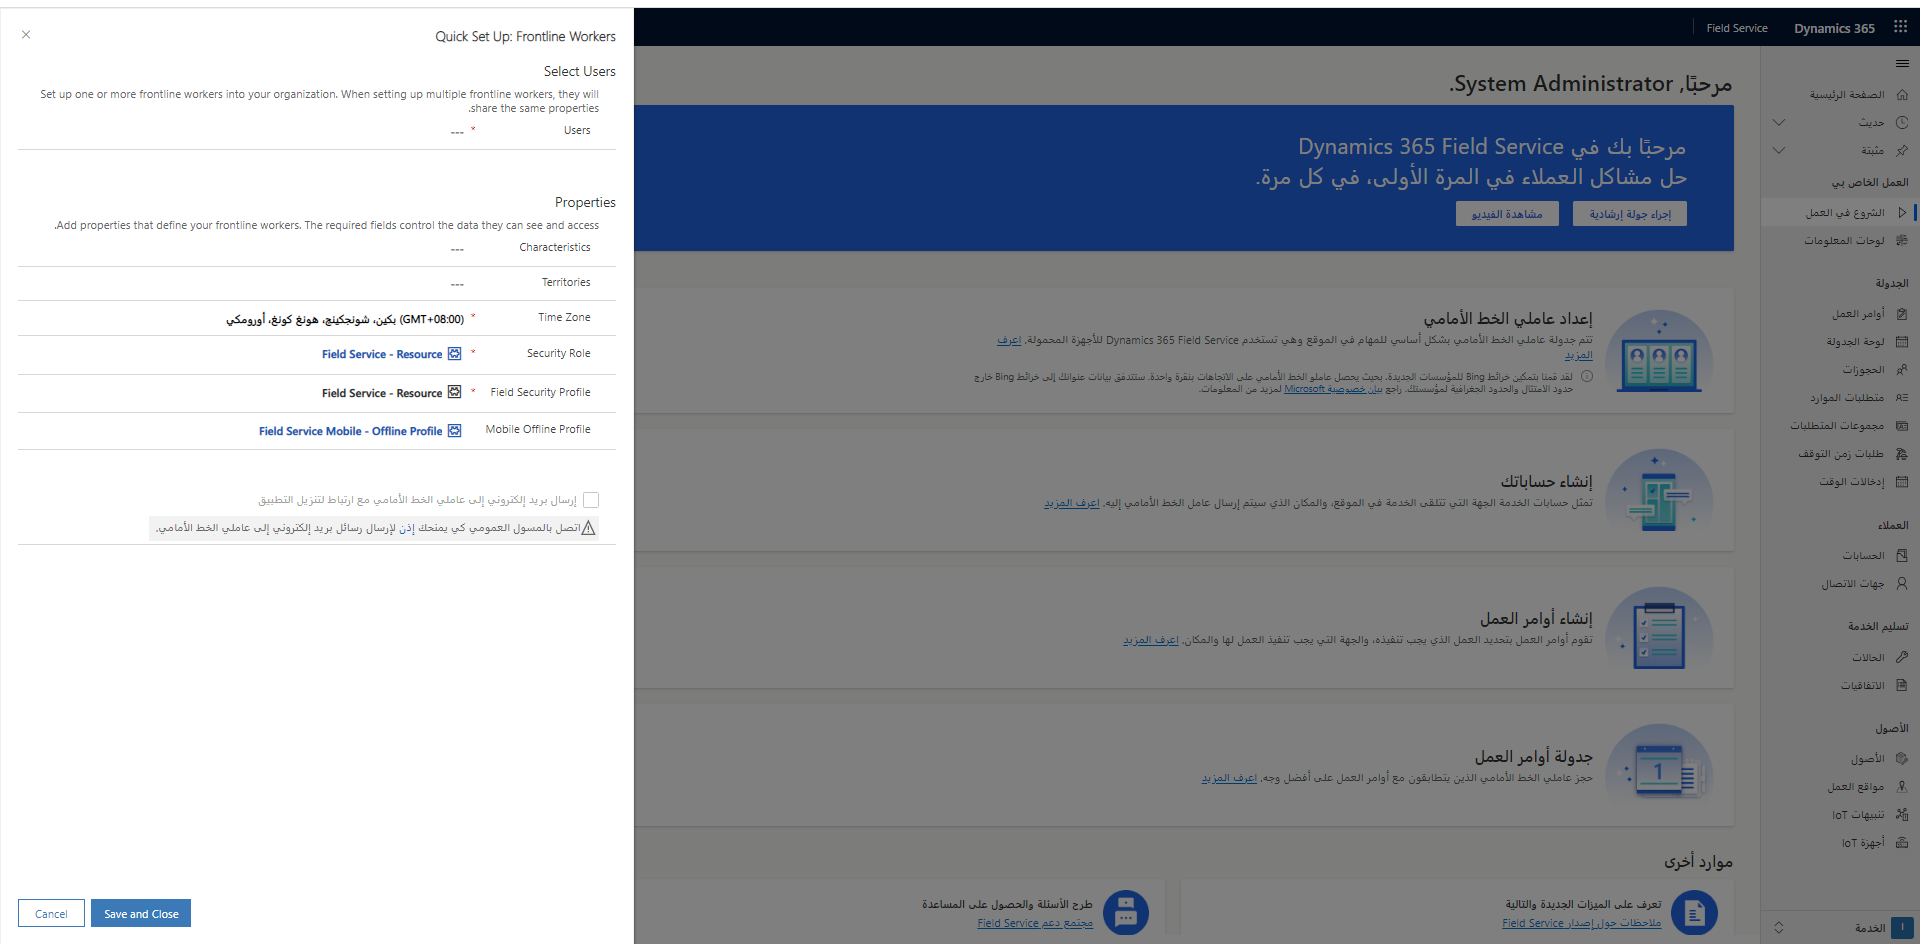 Dynamics 365
Field Service
الصفحة الرئيسية
حديث
مثبتة
العمل الخاص بي
الشروع في العمل
لوحات المعلومات
الجدولة
أوامر العمل
لوحة الجدولة
الحجوزات
متطلبات الموارد
مجموعات المتطلبات
طلبات زمن التوقف
إدخالات الوقت
العملاء
الحسابات
جهات الاتصال
تسليم الخدمة
الحالات
الاتفاقيات
الأصول
الأصول
مواقع العمل
تنبيهات IoT
أجهزة IoT
الخدمة
ا
مرحبًا, System Administrator.
مرحبًا بك في Dynamics 365 Field Service
حل مشاكل العملاء في المرة الأولى، في كل مرة.
إجراء جولة إرشادية
مشاهدة الفيديو
إعداد عاملي الخط الأمامي
تتم جدولة عاملي الخط الأمامي بشكل أساسي للمهام في الموقع وهي تستخدم Dynamics 365 Field Service للأجهزة المحمولة. اعرف
المزيد
لقد قمنا بتمكين خرائط Bing للمؤسسات الجديدة، بحيث يحصل عاملو الخط الأمامي على الاتجاهات بنقرة واحدة. ستتدفق بيانات عنوانك إلى خرائط Bing خارج
حدود الامتثال والحدود الجغرافية لمؤسستك. راجع بيان خصوصية Microsoft لمزيد من المعلومات.
إنشاء حساباتك
تمثل حسابات الخدمة الجهة التي تتلقى الخدمة في الموقع، والمكان الذي سيتم إرسال عامل الخط الأمامي إليه. اعرف المزيد
إنشاء أوامر العمل
تقوم أوامر العمل بتحديد العمل الذي يجب تنفيذه، والجهة التي يجب تنفيذ العمل لها والمكان. اعرف المزيد
جدولة أوامر العمل
حجز عاملي الخط الأمامي الذين يتطابقون مع أوامر العمل على أفضل وجه. اعرف المزيد
1
موارد أخرى
تعرف على الميزات الجديدة والتالية
ملاحظات حول إصدار Field Service
طرح الأسئلة والحصول على المساعدة
مجتمع دعم Field Service
Quick Set Up: Frontline Workers
Select Users
Set up one or more frontline workers into your organization. When setting up multiple frontline workers, they will
.share the same properties
Users * ---
Properties
.Add properties that define your frontline workers. The required fields control the data they can see and access
Characteristics ---
Territories ---
Time Zone * (GMT+08:00) بكين، شونجكينج، هونغ كونغ، أورومكي
Security Role * Field Service - Resource
Field Security Profile * Field Service - Resource
Mobile Offline Profile Field Service Mobile - Offline Profile
إرسال بريد إلكتروني إلى عاملي الخط الأمامي مع ارتباط لتنزيل التطبيق
اتصل بالمسول العمومي كي يمنحك إذن لإرسال رسائل بريد إلكتروني إلى عاملي الخط الأمامي.
Save and Close
Cancel